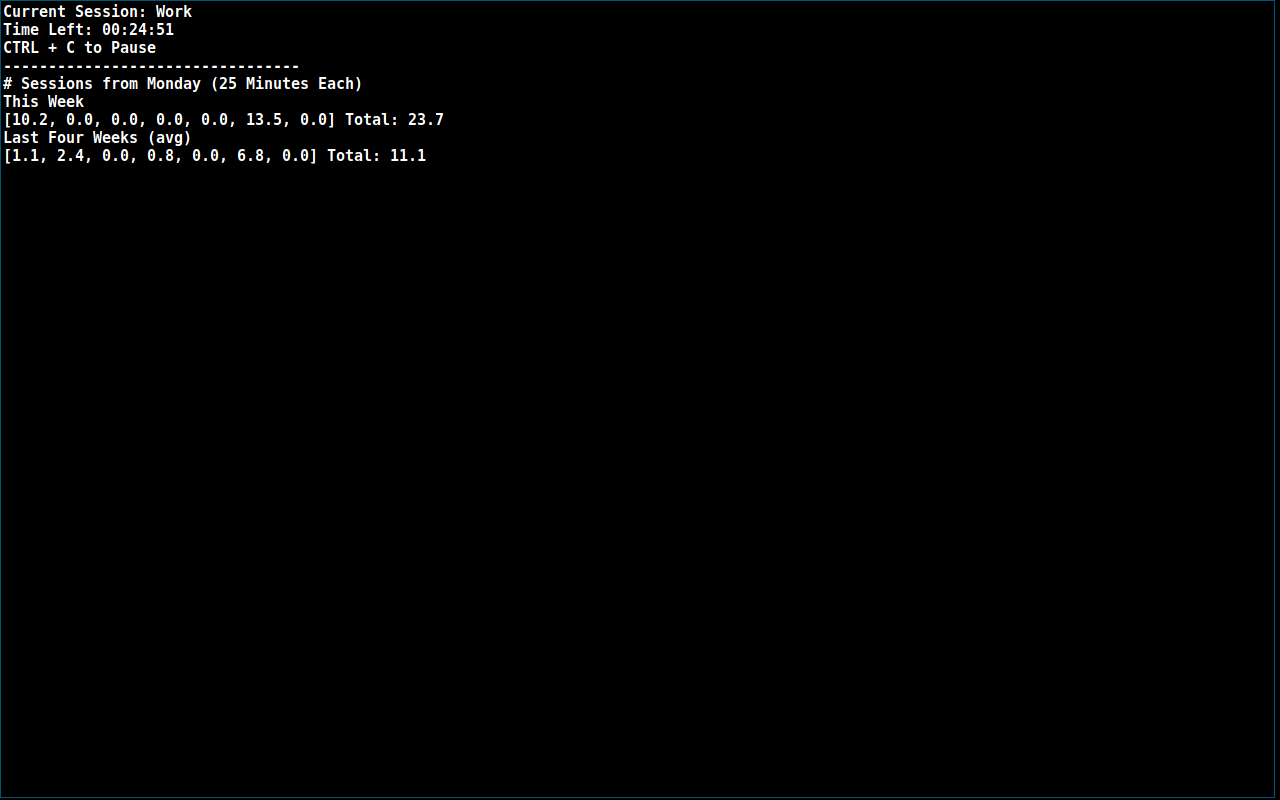 Current Session: Work
Time Left: 00:24:51
CTRL + C to Pause
---------------------------------
# Sessions from Monday (25 Minutes Each)
This Week
[10.2, 0.0, 0.0, 0.0, 0.0, 13.5, 0.0] Total: 23.7
Last Four Weeks (avg)
[1.1, 2.4, 0.0, 0.8, 0.0, 6.8, 0.0] Total: 11.1